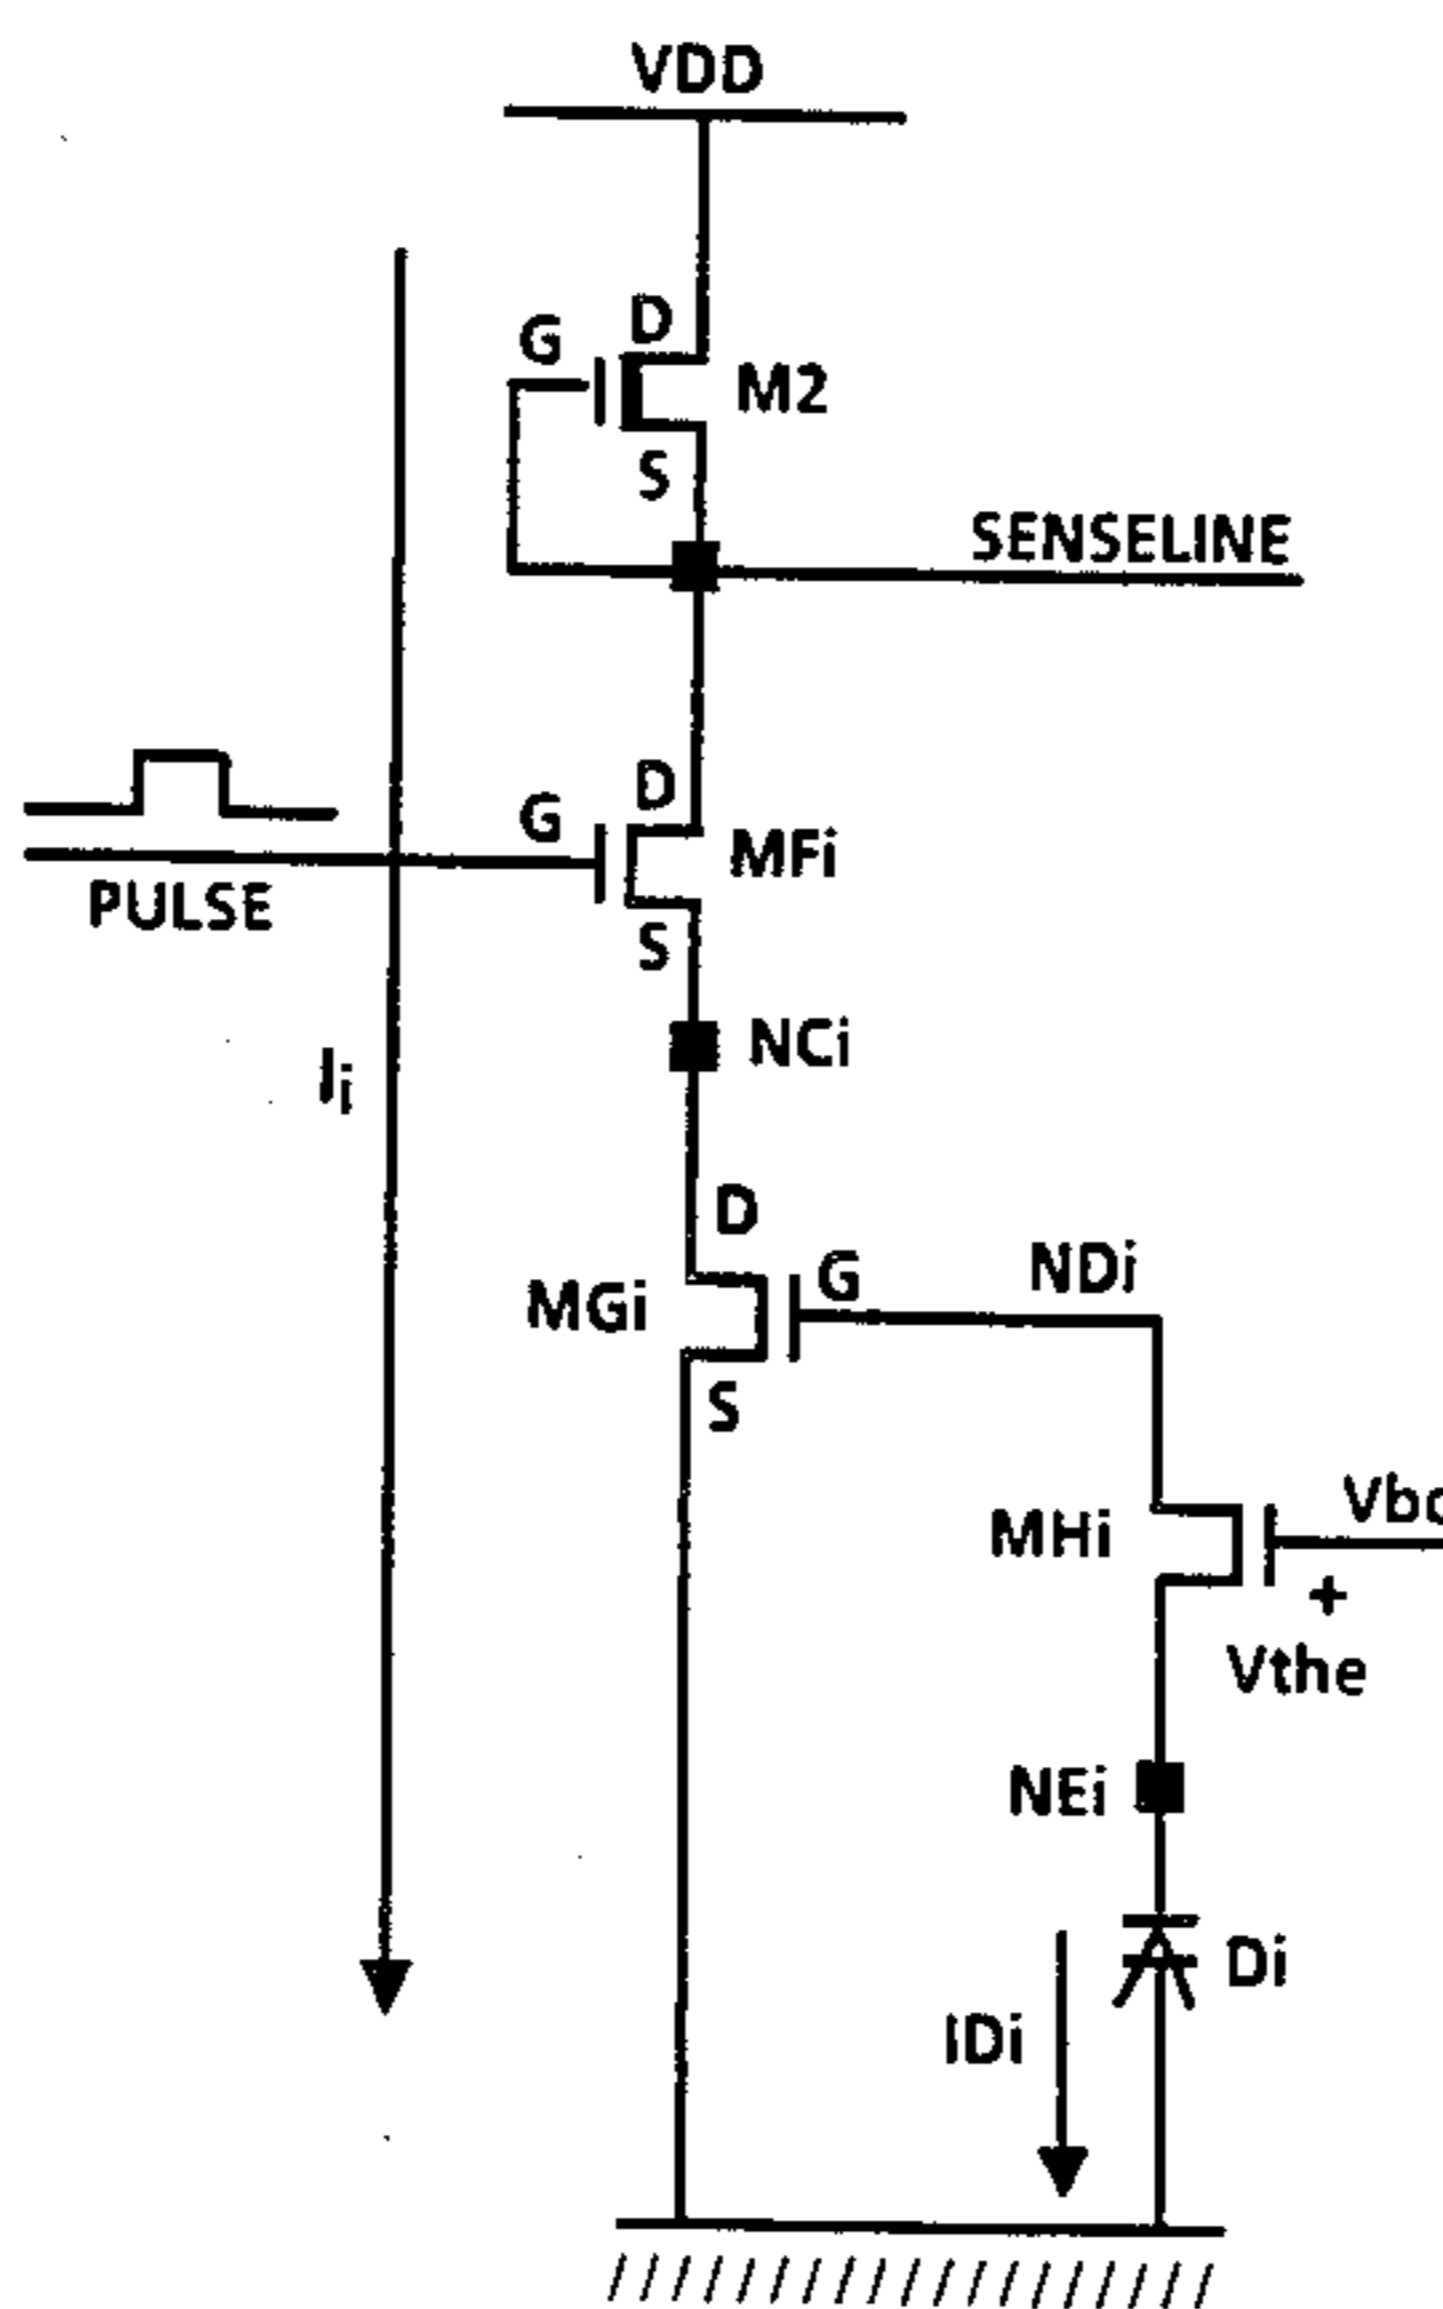 VDD
D
G
M2
S
SENSELINE
D
G
MFi
PULSE
S
NCi
Ii
D
NDi
G
MGi
S
MHi
+
Vthe
NEi
Di
IDi